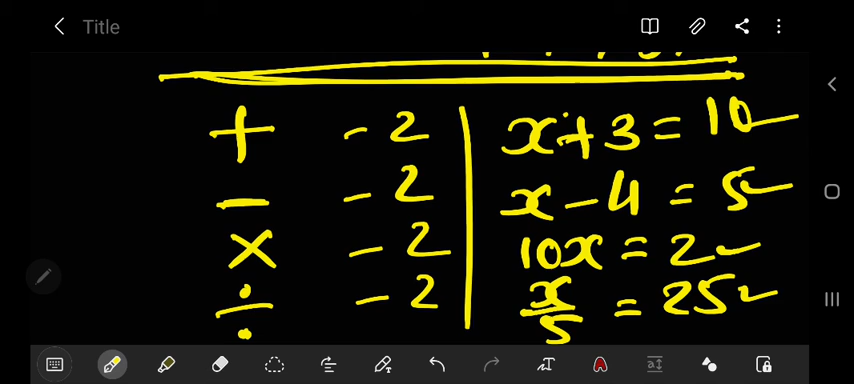 Title
+ - 2 x + 3 = 10
- - 2 x - 4 = 5
× - 2 10x = 2
÷ - 2 x/5 = 25